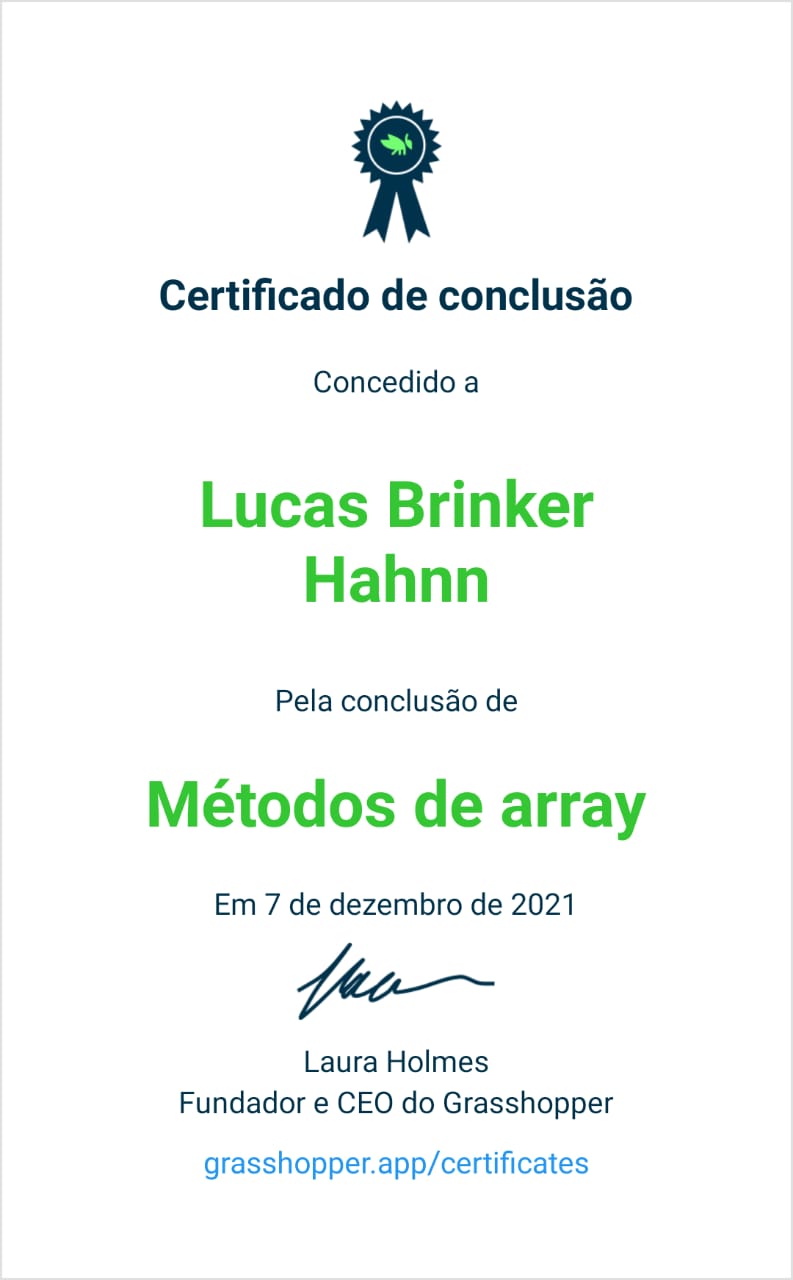 Certificado de conclusão
Concedido a
Lucas Brinker
Hahnn
Pela conclusão de
Métodos de array
Em 7 de dezembro de 2021
Laura Holmes
Fundador e CEO do Grasshopper
grasshopper.app/certificates